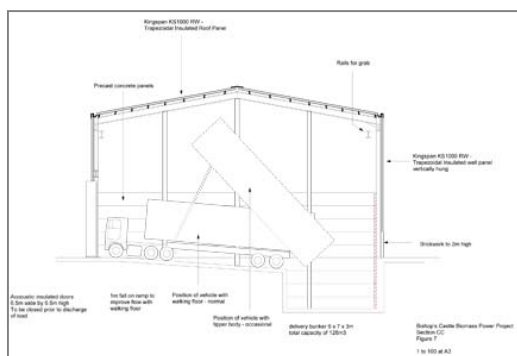 Kingspan KS1000 RW -
Trapezoidal Insulated Roof Panel
Rails for grab
Precast concrete panels
Kingspan KS1000 RW -
Trapezoidal Insulated wall panel
vertically hung
Brickwork to 2m high
Acoustic insulated doors
5.5m wide by 5.5m high
To be closed prior to discharge
of load
fall on ramp to
improve flow with
walking floor
Position of vehicle with
walking floor - normal
Position of vehicle with
tipper body - occasional
delivery bunker 6 x 7 x 3m
total capacity of 126m3
Bishop's Castle Biomass Power Project
Section CC
Figure 7
1 to 100 at A3